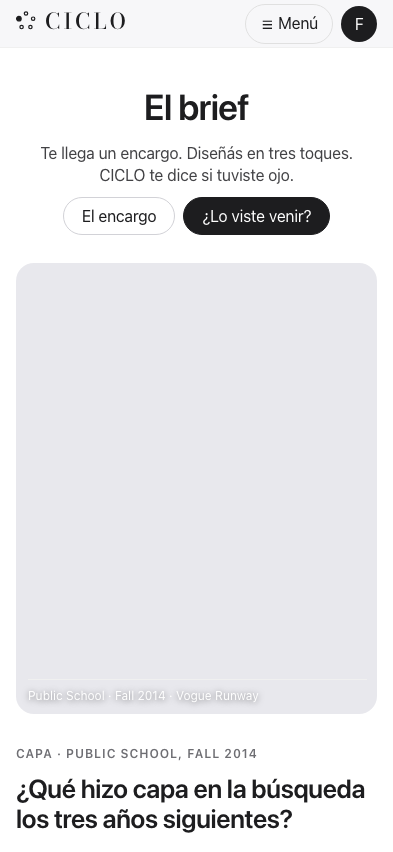 CICLO
☰ Menú
F
El brief
Te llega un encargo. Diseñás en tres toques.
CICLO te dice si tuviste ojo.
El encargo
¿Lo viste venir?
Public School · Fall 2014 · Vogue Runway
CAPA · PUBLIC SCHOOL, FALL 2014
¿Qué hizo capa en la búsqueda
los tres años siguientes?